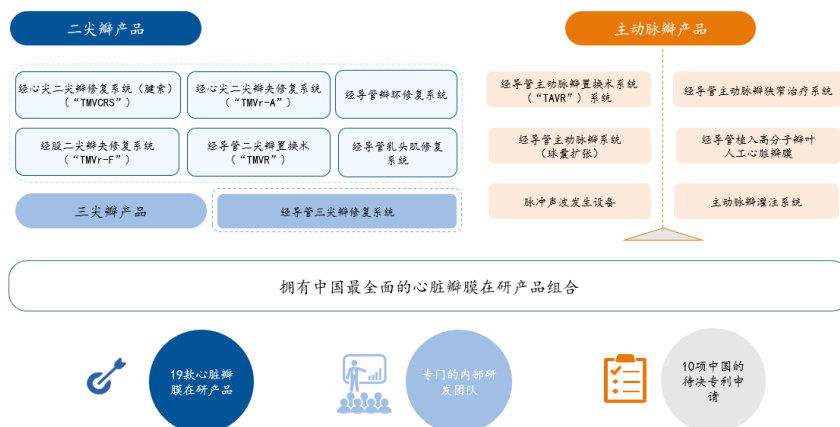 二尖瓣产品
主动脉瓣产品
经心尖二尖瓣修复系统（腱索）
（“TMVCRS”）
经心尖二尖瓣夹修复系统
（“TMVr-A”）
经导管瓣环修复系统
经股二尖瓣夹修复系统
（“TMVr-F”）
经导管二尖瓣置换术
（“TMVR”）
经导管乳头肌修复
系统
三尖瓣产品
经导管三尖瓣修复系统
经导管主动脉瓣置换术系统
（“TAVR”）系统
经导管主动脉瓣狭窄治疗系统
经导管主动脉瓣系统
（球囊扩张）
经导管植入高分子瓣叶
人工心脏瓣膜
脉冲声波发生设备
主动脉瓣灌注系统
拥有中国最全面的心脏瓣膜在研产品组合
19款心脏瓣
膜在研产品
专门的内部研
发团队
10项中国的
待决专利申
请